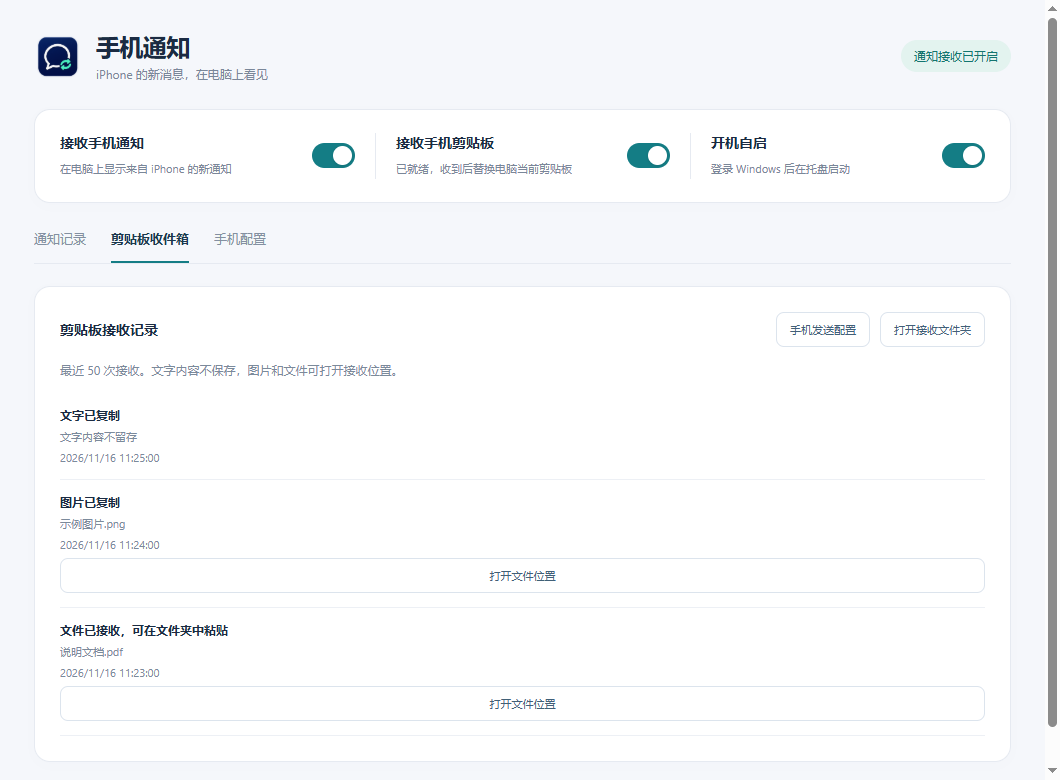 手机通知
iPhone 的新消息，在电脑上看见
通知接收已开启
接收手机通知
在电脑上显示来自 iPhone 的新通知
接收手机剪贴板
已就绪，收到后替换电脑当前剪贴板
开机自启
登录 Windows 后在托盘启动
通知记录 剪贴板收件箱 手机配置
剪贴板接收记录
手机发送配置 打开接收文件夹
最近 50 次接收。文字内容不保存，图片和文件可打开接收位置。
文字已复制
文字内容不留存
2026/11/16 11:25:00
图片已复制
示例图片.png
2026/11/16 11:24:00
打开文件位置
文件已接收，可在文件夹中粘贴
说明文档.pdf
2026/11/16 11:23:00
打开文件位置